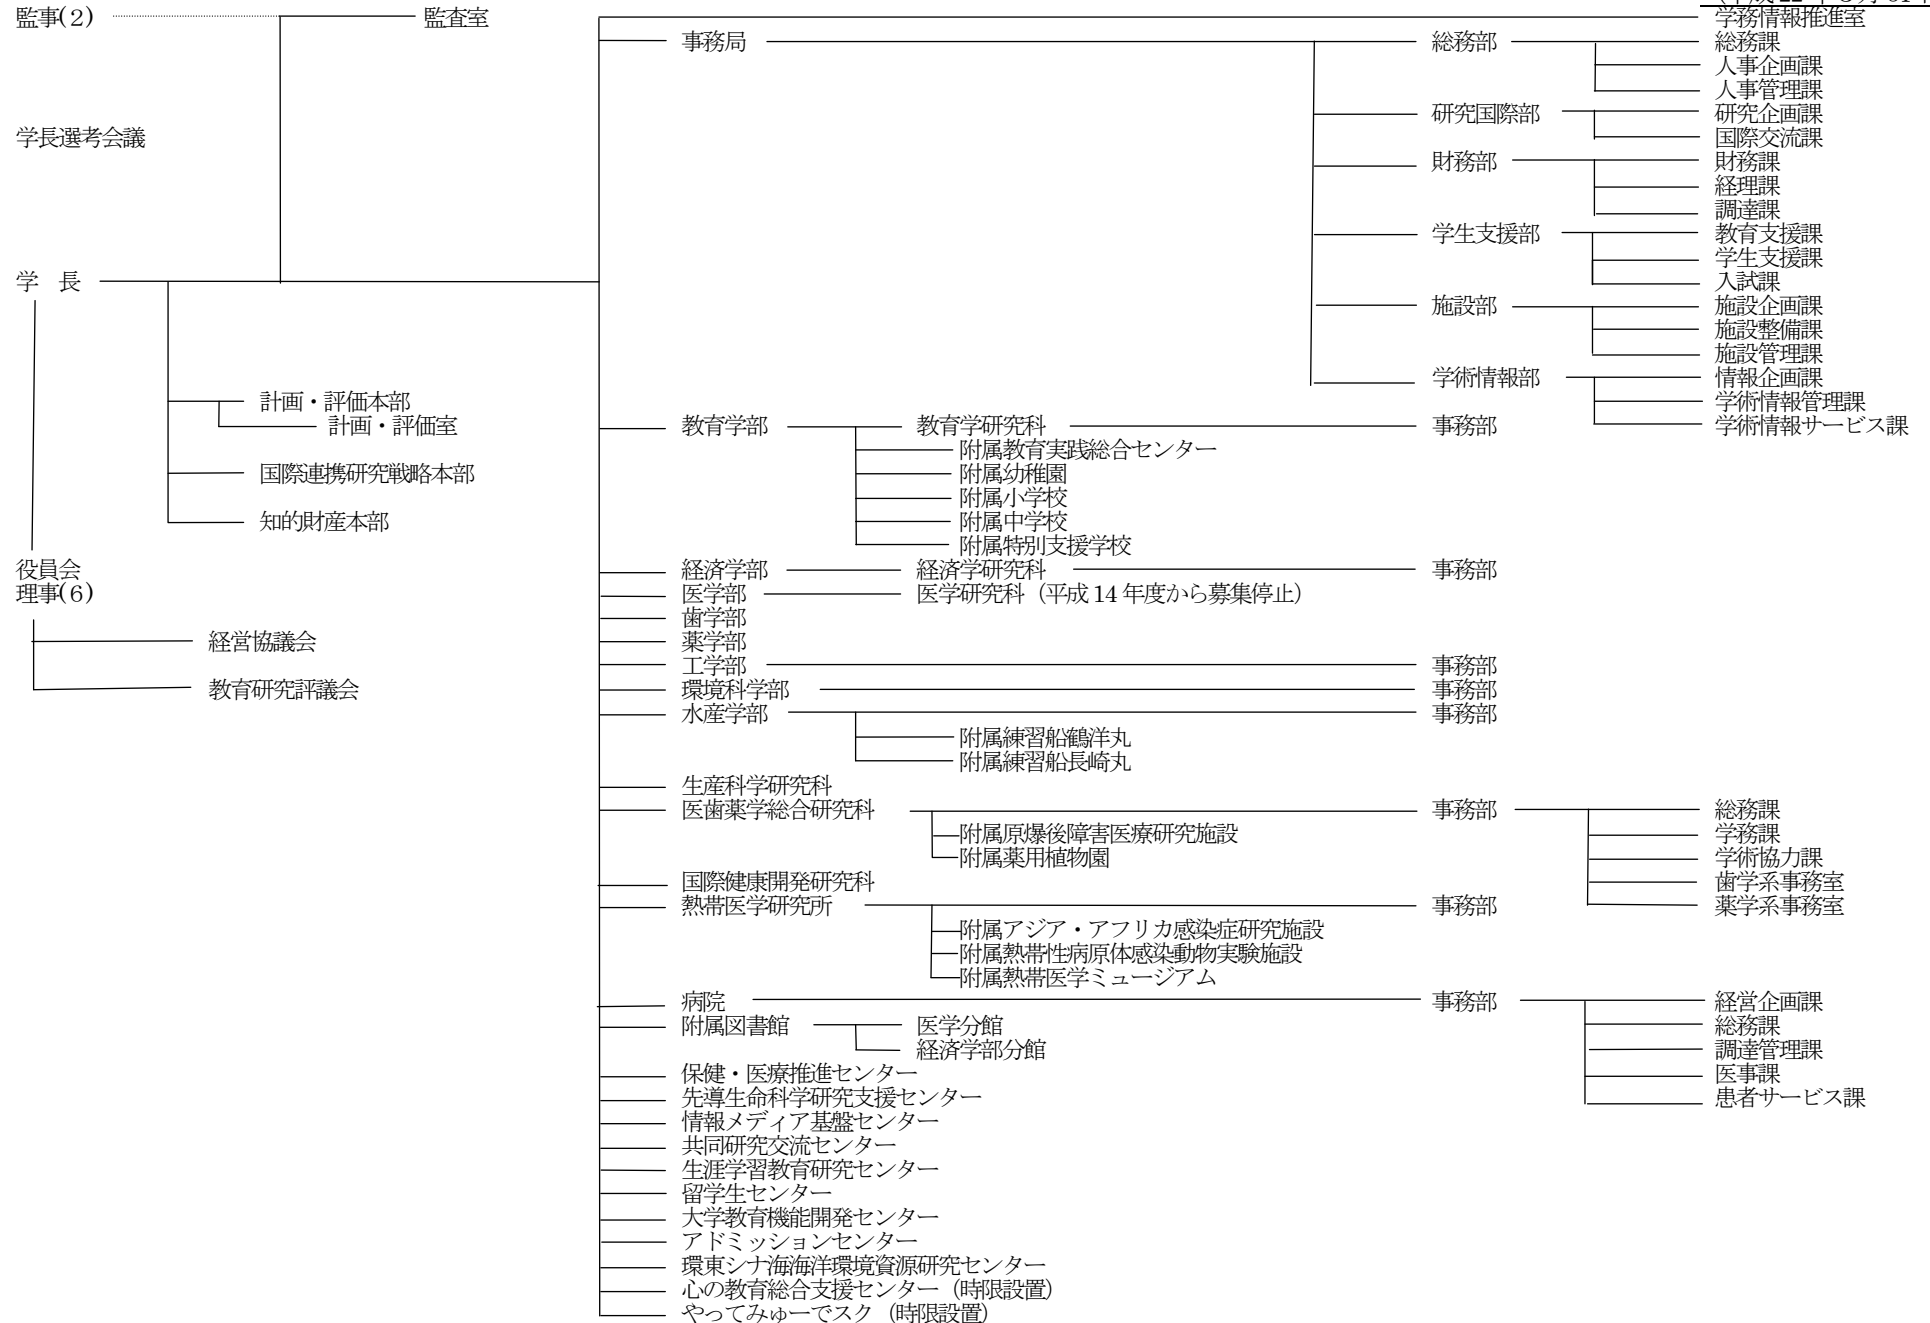 監事(2)
監査室
学務情報推進室
事務局
総務部
総務課
人事企画課
人事管理課
研究国際部
研究企画課
国際交流課
学長選考会議
財務部
財務課
経理課
調達課
学生支援部
教育支援課
学生支援課
入試課
学 長
施設部
施設企画課
施設整備課
施設管理課
学術情報部
情報企画課
学術情報管理課
学術情報サービス課
計画・評価本部
計画・評価室
国際連携研究戦略本部
知的財産本部
役員会
理事(6)
経営協議会
教育研究評議会
教育学部
教育学研究科
事務部
附属教育実践総合センター
附属幼稚園
附属小学校
附属中学校
附属特別支援学校
経済学部
経済学研究科
事務部
医学部
医学研究科(平成14年度から募集停止)
歯学部
薬学部
工学部
事務部
環境科学部
事務部
水産学部
事務部
附属練習船鶴洋丸
附属練習船長崎丸
生産科学研究科
医歯薬学総合研究科
事務部
総務課
学務課
学術協力課
歯学系事務室
薬学系事務室
附属原爆後障害医療研究施設
附属薬用植物園
国際健康開発研究科
熱帯医学研究所
事務部
附属アジア・アフリカ感染症研究施設
附属熱帯性病原体感染動物実験施設
附属熱帯医学ミュージアム
病院
事務部
経営企画課
総務課
調達管理課
医事課
患者サービス課
附属図書館
医学分館
経済学部分館
保健・医療推進センター
先導生命科学研究支援センター
情報メディア基盤センター
共同研究交流センター
生涯学習教育研究センター
留学生センター
大学教育機能開発センター
アドミッションセンター
環東シナ海海洋環境資源研究センター
心の教育総合支援センター(時限設置)
やってみゅーでスク(時限設置)